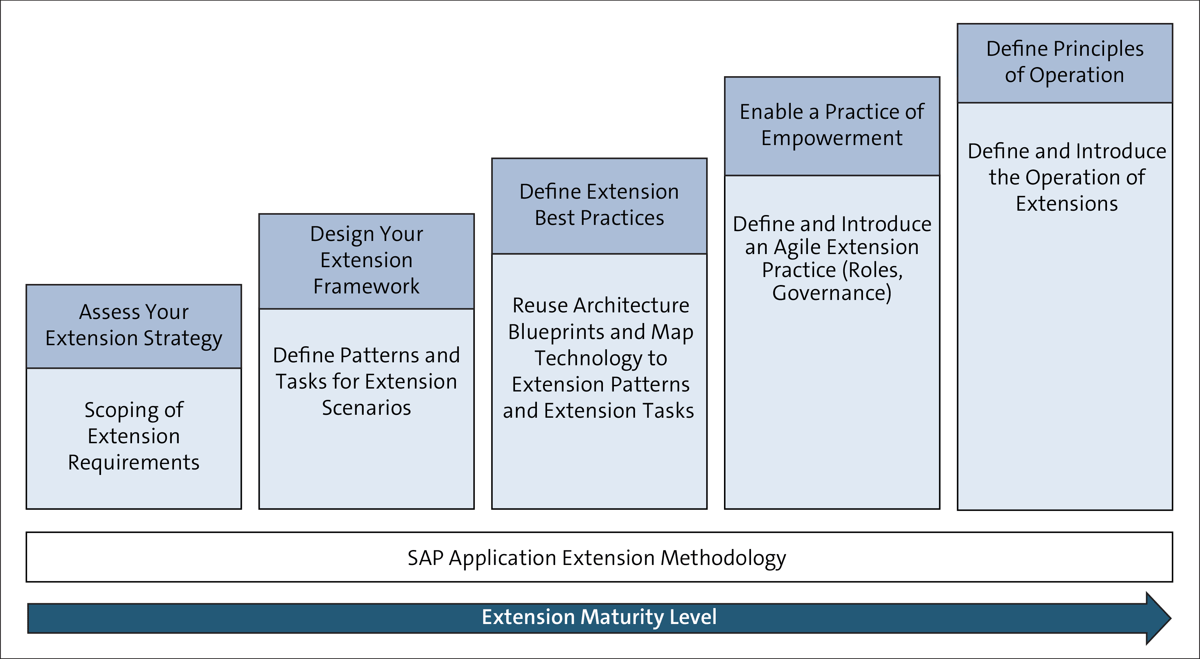 Assess Your
Extension Strategy
Scoping of
Extension
Requirements
Design Your
Extension
Framework
Define Patterns and
Tasks for Extension
Scenarios
Define Extension
Best Practices
Reuse Architecture
Blueprints and Map
Technology to
Extension Patterns
and Extension Tasks
Enable a Practice of
Empowerment
Define and Introduce
an Agile Extension
Practice (Roles,
Governance)
Define Principles
of Operation
Define and Introduce
the Operation of
Extensions
SAP Application Extension Methodology
Extension Maturity Level